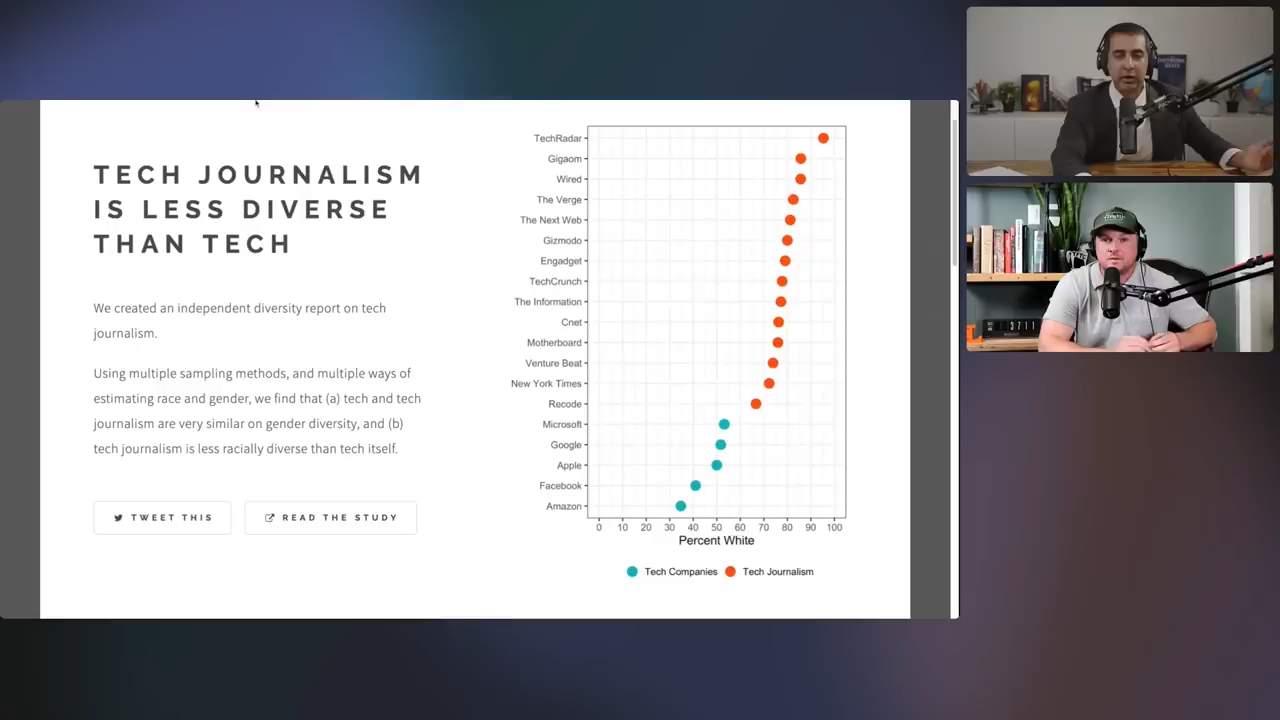 TECH JOURNALISM
IS LESS DIVERSE
THAN TECH
We created an independent diversity report on tech
journalism.
Using multiple sampling methods, and multiple ways of
estimating race and gender, we find that (a) tech and tech
journalism are very similar on gender diversity, and (b)
tech journalism is less racially diverse than tech itself.
TWEET THIS
READ THE STUDY
TechRadar
Gigaom
Wired
The Verge
The Next Web
Gizmodo
Engadget
TechCrunch
The Information
Cnet
Motherboard
Venture Beat
New York Times
Recode
Microsoft
Google
Apple
Facebook
Amazon
0 10 20 30 40 50 60 70 80 90 100
Percent White
Tech Companies Tech Journalism